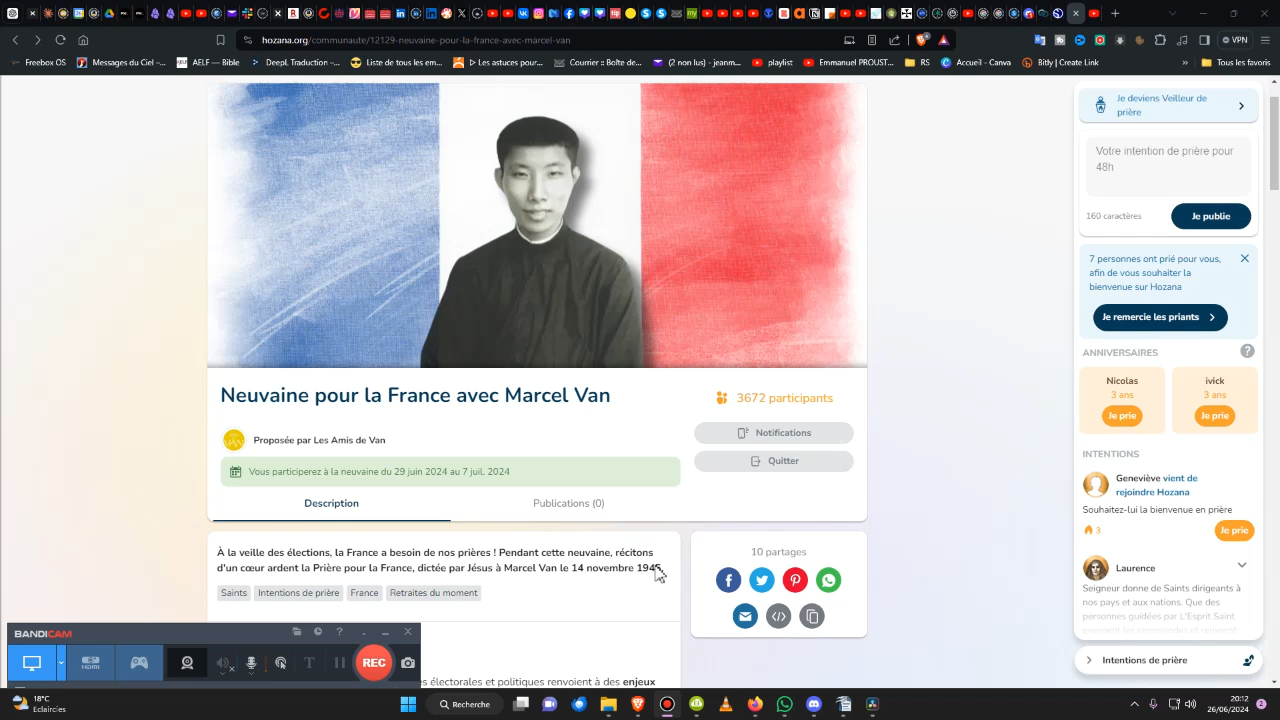 hozana.org/communaute/12129-neuvaine-pour-la-france-avec-marcel-van
VPN
Freebox OS
Messages du Ciel –...
AELF — Bible
Deepl. Traduction –...
Liste de tous les em...
ᐅ Les astuces pour...
Courrier :: Boîte de...
(2 non lus) - jeanm...
playlist
Emmanuel PROUST...
RS
Accueil - Canva
Bitly | Create Link
»
Tous les favoris
Neuvaine pour la France avec Marcel Van
3672 participants
Proposée par Les Amis de Van
Notifications
Quitter
Vous participerez à la neuvaine du 29 juin 2024 au 7 juil. 2024
Description
Publications (0)
À la veille des élections, la France a besoin de nos prières ! Pendant cette neuvaine, récitons
d'un cœur ardent la Prière pour la France, dictée par Jésus à Marcel Van le 14 novembre 1945.
Saints
Intentions de prière
France
Retraites du moment
10 partages
s électorales et politiques renvoient à des enjeux
Je deviens Veilleur de
prière
Votre intention de prière pour
48h
160 caractères
Je publie
7 personnes ont prié pour vous,
afin de vous souhaiter la
bienvenue sur Hozana
Je remercie les priants
ANNIVERSAIRES
?
Nicolas
3 ans
Je prie
ivick
3 ans
Je prie
INTENTIONS
Geneviève vient de
rejoindre Hozana
Souhaitez-lui la bienvenue en prière
3
Je prie
Laurence
Seigneur donne de Saints dirigeants à
nos pays et aux nations. Que des
personnes guidées par L'Esprit Saint
prennent les commandent œuvrent
Intentions de prière
BANDICAM
HDMI
T
REC
18°C
Eclaircies
Recherche
20:12
26/06/2024
2